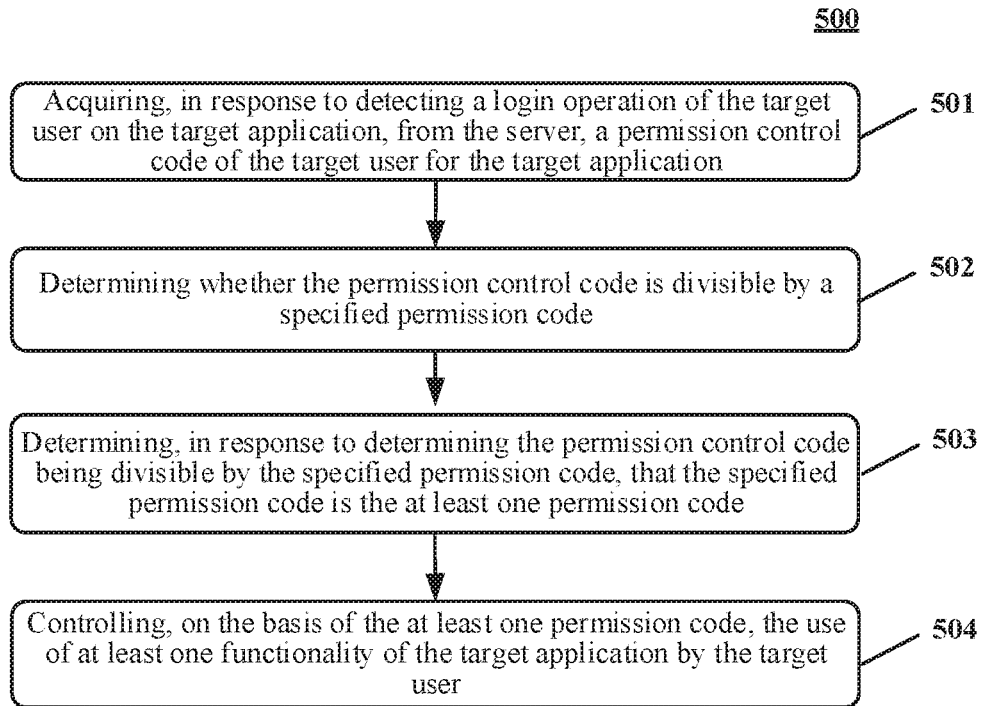 500
Acquiring, in response to detecting a login operation of the target
user on the target application, from the server, a permission control
code of the target user for the target application
501
Determining whether the permission control code is divisible by a
specified permission code
502
Determining, in response to determining the permission control code
being divisible by the specified permission code, that the specified
permission code is the at least one permission code
503
Controlling, on the basis of the at least one permission code, the use
of at least one functionality of the target application by the target
user
504